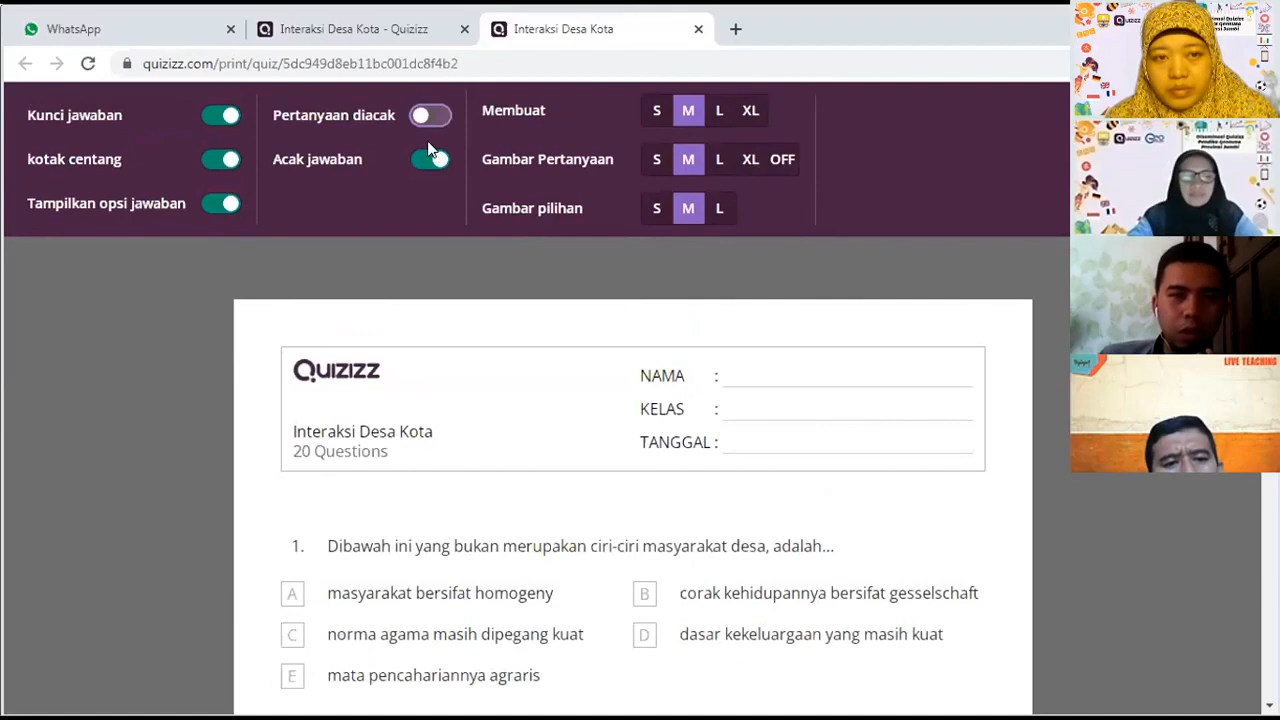 WhatsApp
Interaksi Desa Kota - Quizizz
Interaksi Desa Kota
quizizz.com/print/quiz/5dc949d8eb11bc001dc8f4b2
Kunci jawaban
kotak centang
Tampilkan opsi jawaban
Pertanyaan diacak
Acak jawaban
Membuat S M L XL
Gambar Pertanyaan S M L XL OFF
Gambar pilihan S M L
Quizizz
Interaksi Desa Kota
20 Questions
NAMA :
KELAS :
TANGGAL :
1. Dibawah ini yang bukan merupakan ciri-ciri masyarakat desa, adalah...
A masyarakat bersifat homogeny
B corak kehidupannya bersifat gesselschaft
C norma agama masih dipegang kuat
D dasar kekeluargaan yang masih kuat
E mata pencahariannya agraris
LIVE TEACHING